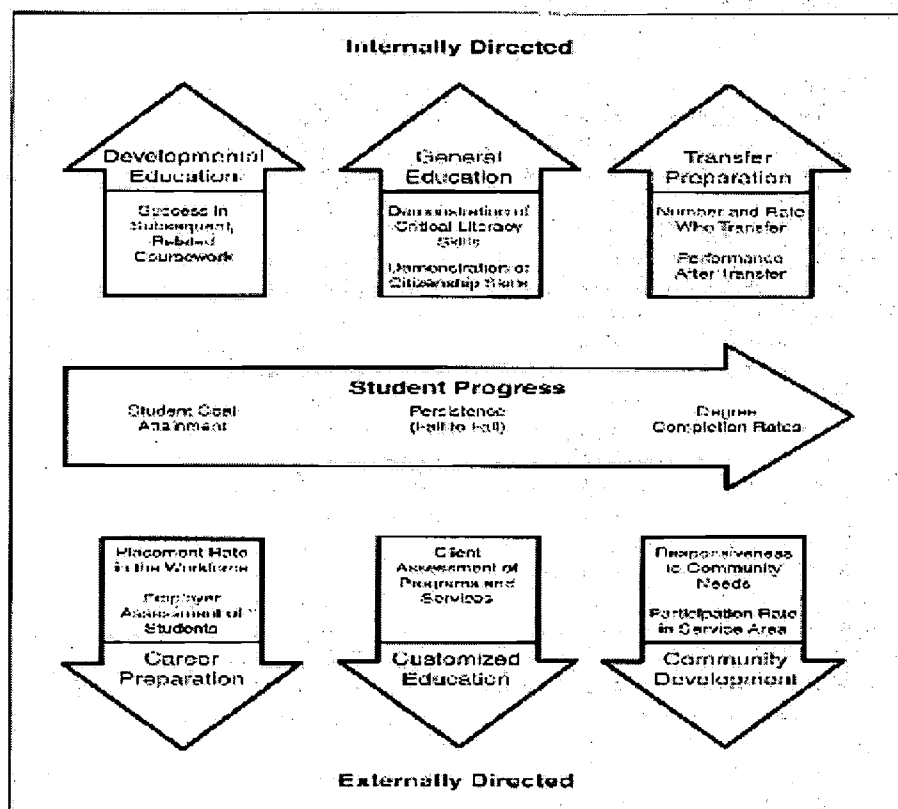 Internally Directed
Developmental
Education
Success in
Subsequent,
Related
Coursework
General
Education
Demonstration of
Critical Literacy
Skills
Demonstration of
Citizenship Skills
Transfer
Preparation
Number and Rate
Who Transfer
Performance
After Transfer
Student Progress
Student Goal
Attainment
Persistence
(Fall to Fall)
Degree
Completion Rates
Placement Rate
in the Workforce
Employer
Assessment of
Students
Career
Preparation
Client
Assessment of
Programs and
Services
Customized
Education
Responsiveness
to Community
Needs
Participation Rate
in Service Area
Community
Development
Externally Directed